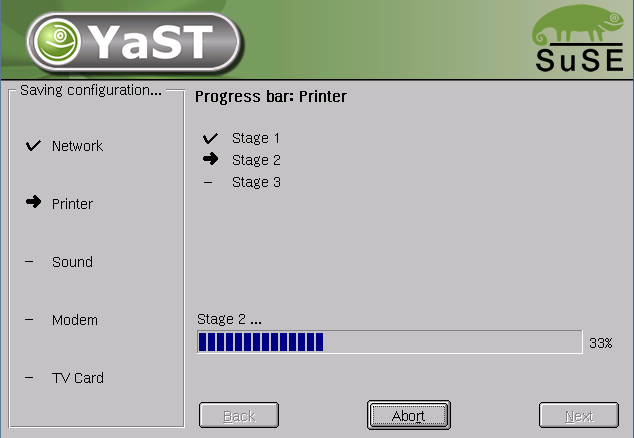 YaST
SuSE
Saving configuration...
Network
Printer
Sound
Modem
TV Card
Progress bar: Printer
Stage 1
Stage 2
Stage 3
Stage 2 ...
33%
Back
Abort
Next